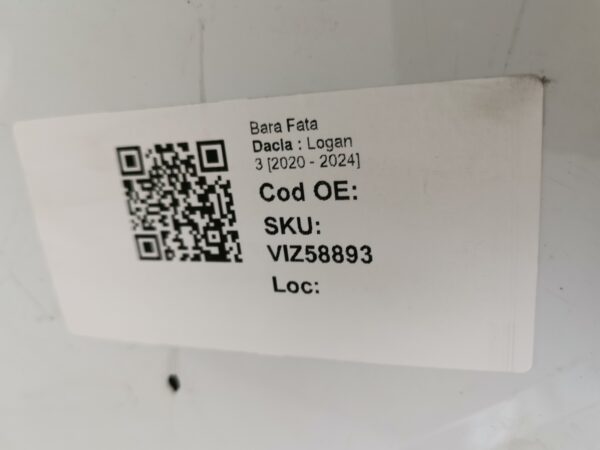 Bara Fata
Dacia : Logan
3 [2020 - 2024]
Cod OE:
SKU:
VIZ58893
Loc: